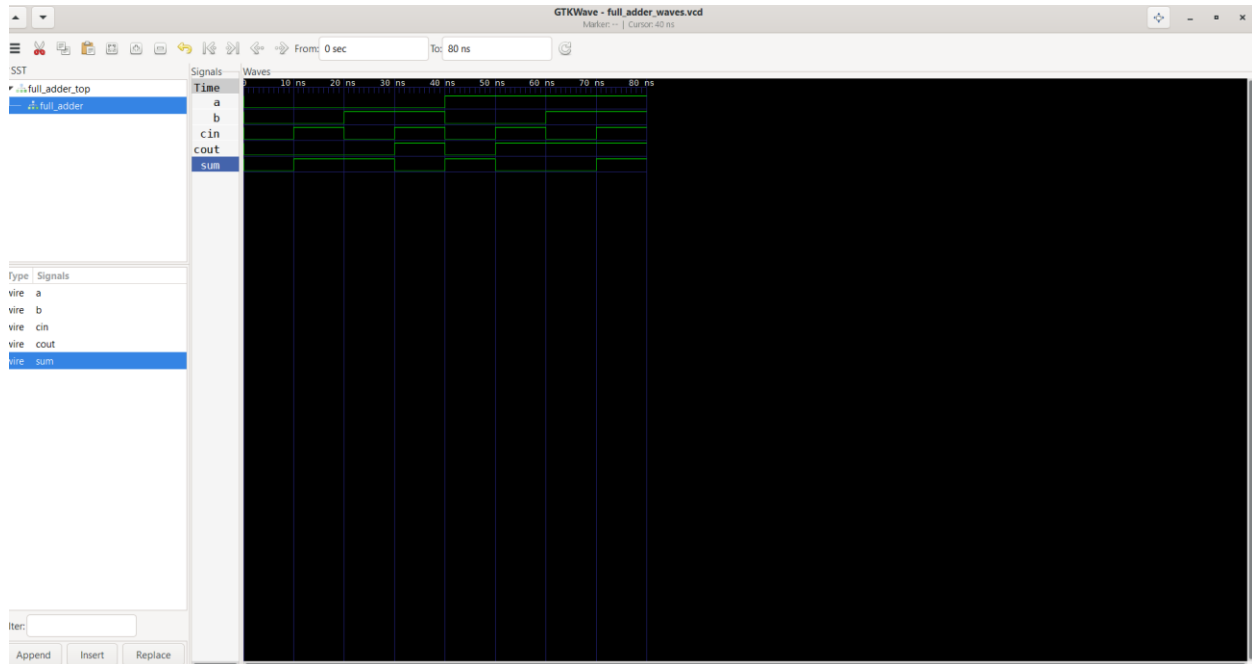 GTKWave - full_adder_waves.vcd
Marker: -- | Cursor: 40 ns
From: 0 sec To: 80 ns
SST
full_adder_top
full_adder
Signals Waves
Time 10 ns 20 ns 30 ns 40 ns 50 ns 60 ns 70 ns 80 ns
a
b
cin
cout
sum
Type Signals
wire a
wire b
wire cin
wire cout
wire sum
lter:
Append Insert Replace